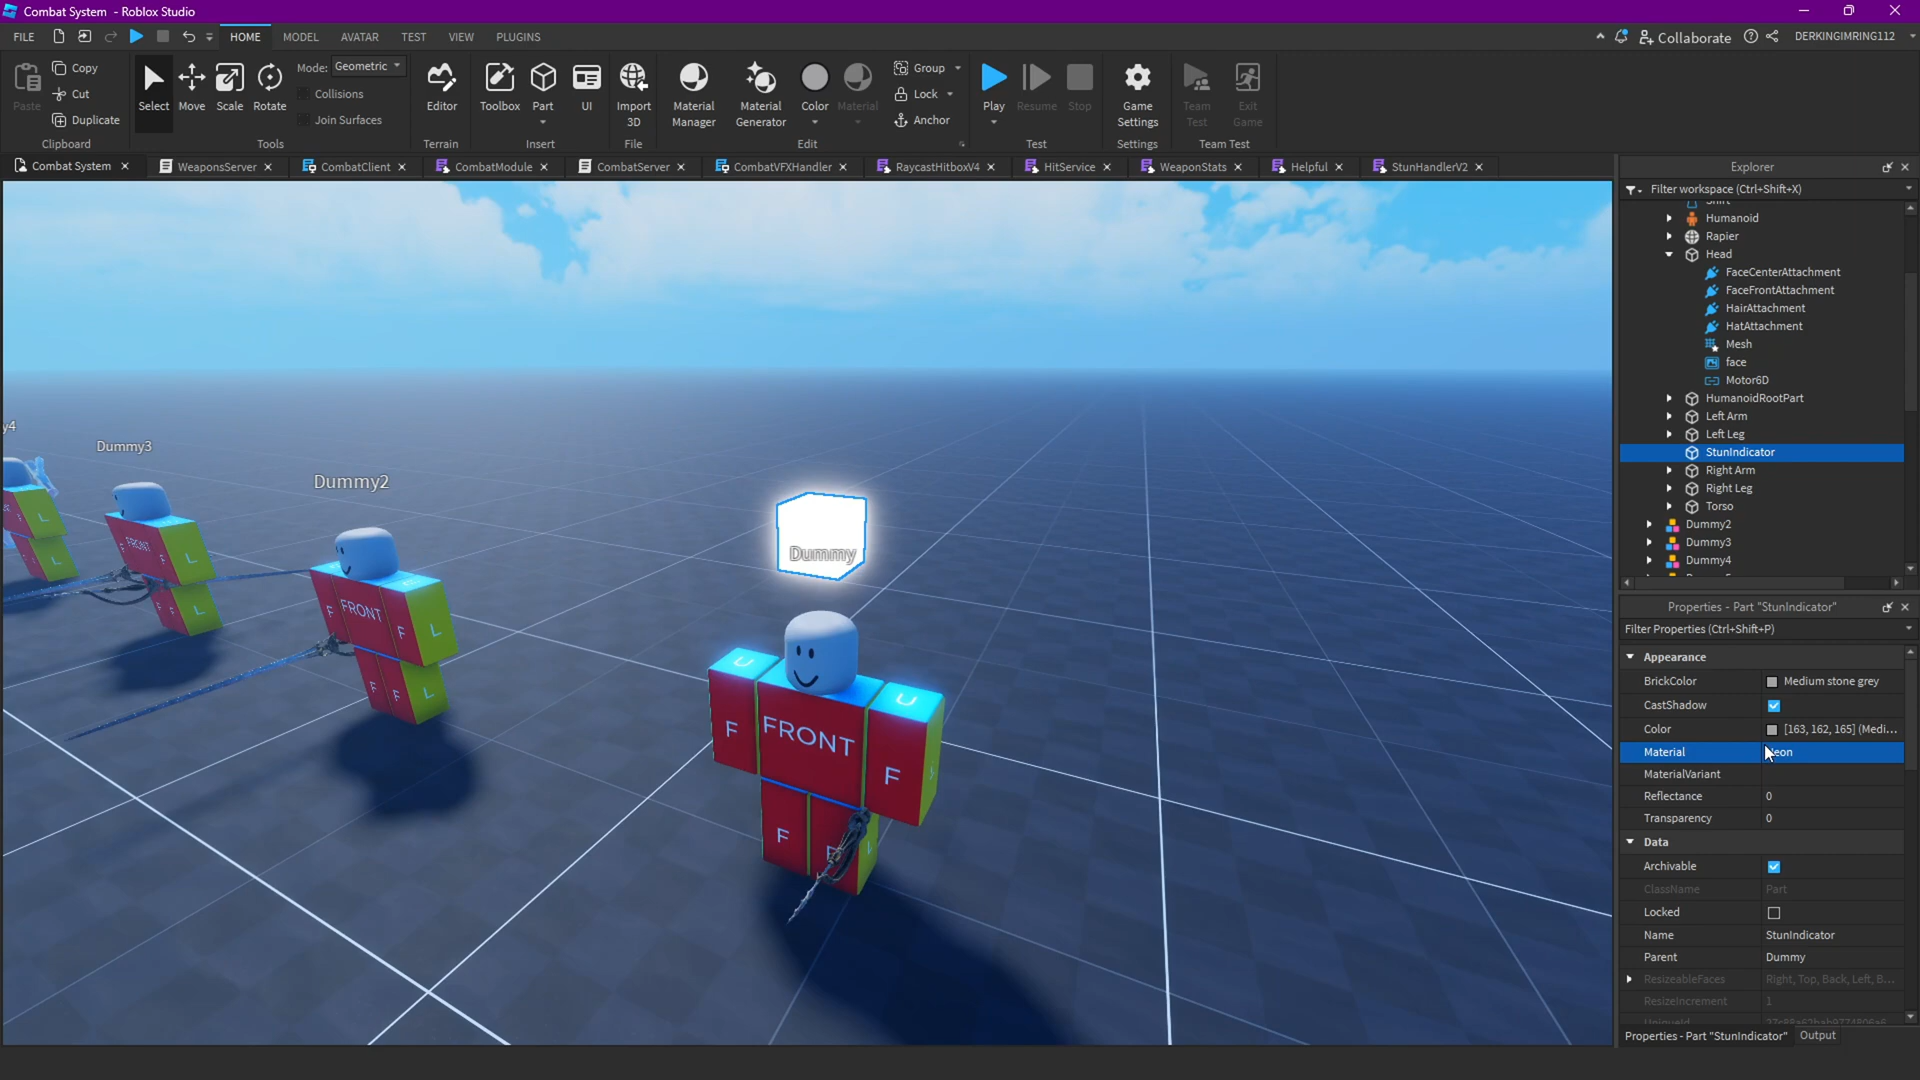 Combat System - Roblox Studio
FILE HOME MODEL AVATAR TEST VIEW PLUGINS Collaborate DERKINGIMRING112
Paste Copy Cut Duplicate Clipboard
Select Move Scale Rotate Mode: Geometric Collisions Join Surfaces Tools
Editor Terrain
Toolbox Part UI Insert
Import 3D File
Material Manager Material Generator Color Material Group Lock Anchor Edit
Play Resume Stop Test
Game Settings Settings
Team Test Exit Game Team Test
Combat System WeaponsServer CombatClient CombatModule CombatServer CombatVFXHandler RaycastHitboxV4 HitService WeaponStats Helpful StunHandlerV2
y4
Dummy3
Dummy2
Dummy
FRONT
F
L
FRONT
F
F
L
F
F
L
U
U
F
FRONT
F
F
F
Explorer
Filter workspace (Ctrl+Shift+X)
Shirt
Humanoid
Rapier
Head
FaceCenterAttachment
FaceFrontAttachment
HairAttachment
HatAttachment
Mesh
face
Motor6D
HumanoidRootPart
Left Arm
Left Leg
StunIndicator
Right Arm
Right Leg
Torso
Dummy2
Dummy3
Dummy4
Properties - Part "StunIndicator"
Filter Properties (Ctrl+Shift+P)
Appearance
BrickColor Medium stone grey
CastShadow
Color [163, 162, 165] (Medi...
Material Neon
MaterialVariant
Reflectance 0
Transparency 0
Data
Archivable
ClassName Part
Locked
Name StunIndicator
Parent Dummy
ResizeableFaces Right, Top, Back, Left, B...
ResizeIncrement 1
Properties - Part "StunIndicator" Output